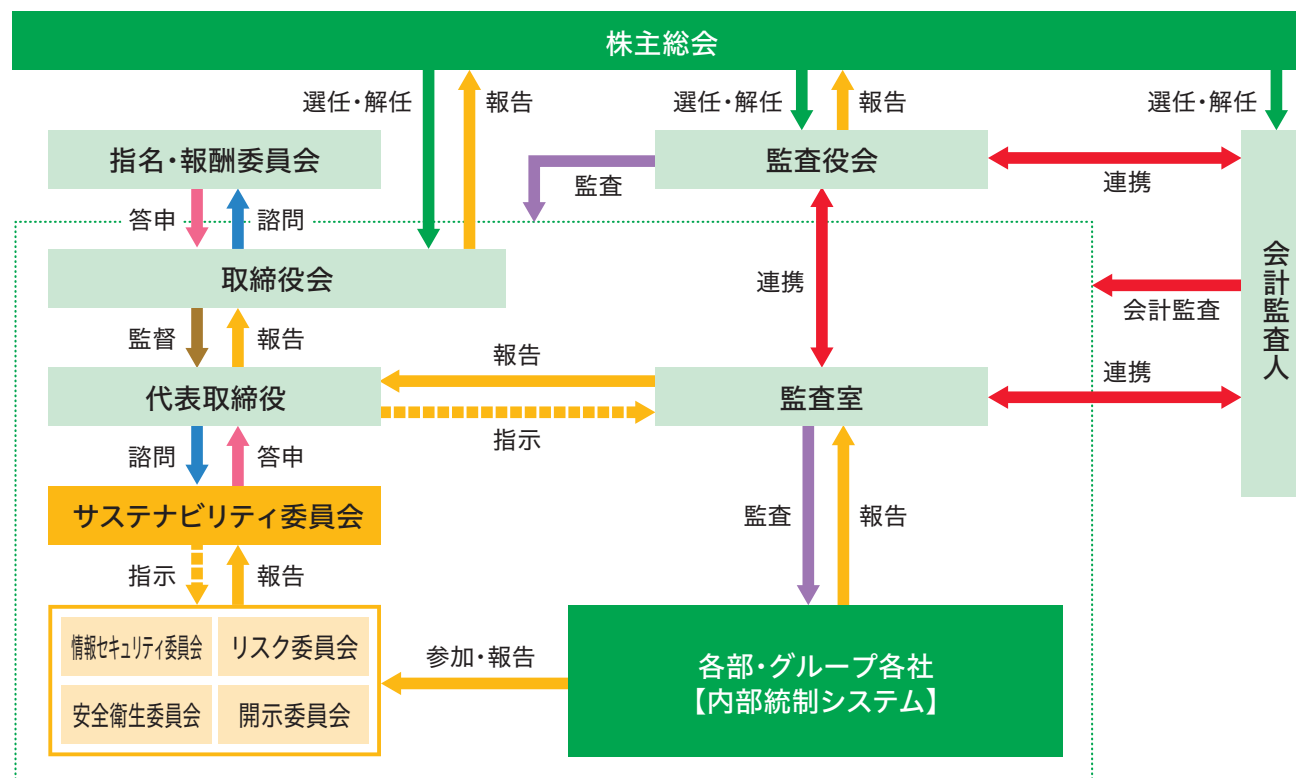 株主総会
選任・解任
報告
選任・解任
報告
選任・解任
指名・報酬委員会
監査役会
監査
連携
答申
諮問
取締役会
連携
会計監査人
会計監査
監督
報告
報告
代表取締役
監査室
連携
指示
諮問
答申
サステナビリティ委員会
監査
報告
指示
報告
情報セキュリティ委員会
リスク委員会
安全衛生委員会
開示委員会
参加・報告
各部・グループ各社
【内部統制システム】